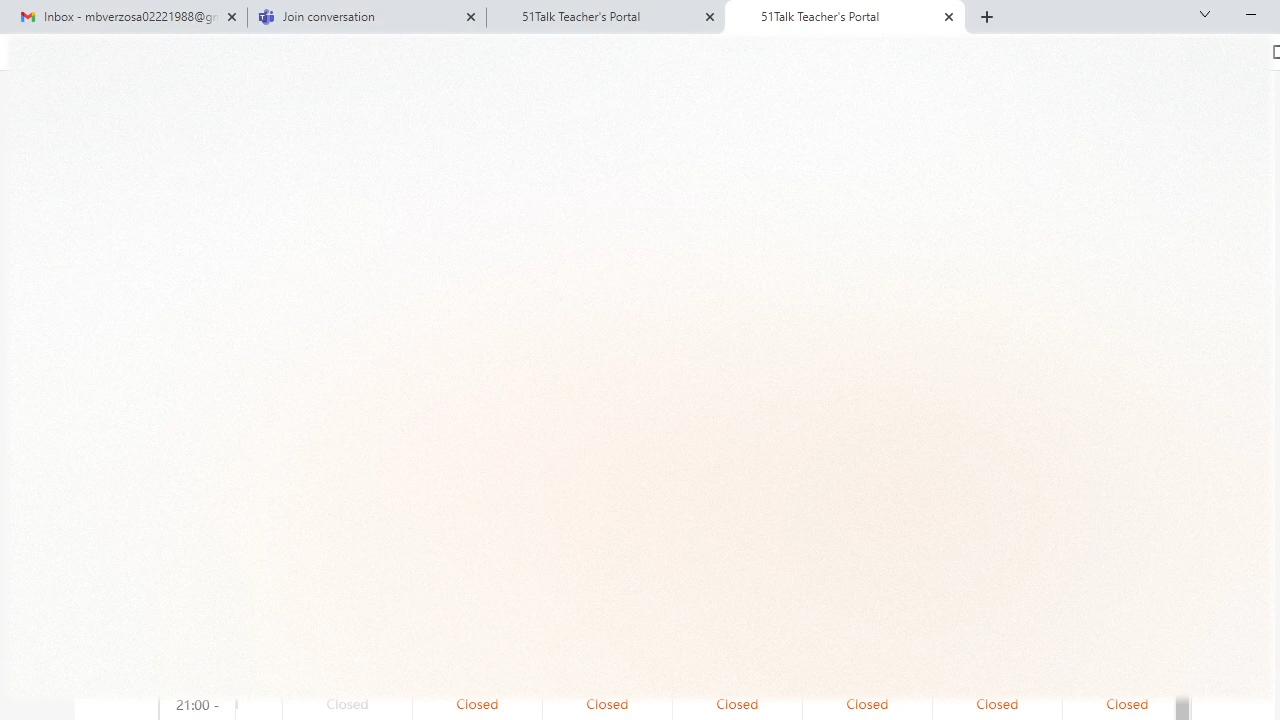 Inbox - mbverzosa02221988@gr
Join conversation
51Talk Teacher's Portal
51Talk Teacher's Portal
21:00 - Closed Closed Closed Closed Closed Closed Closed